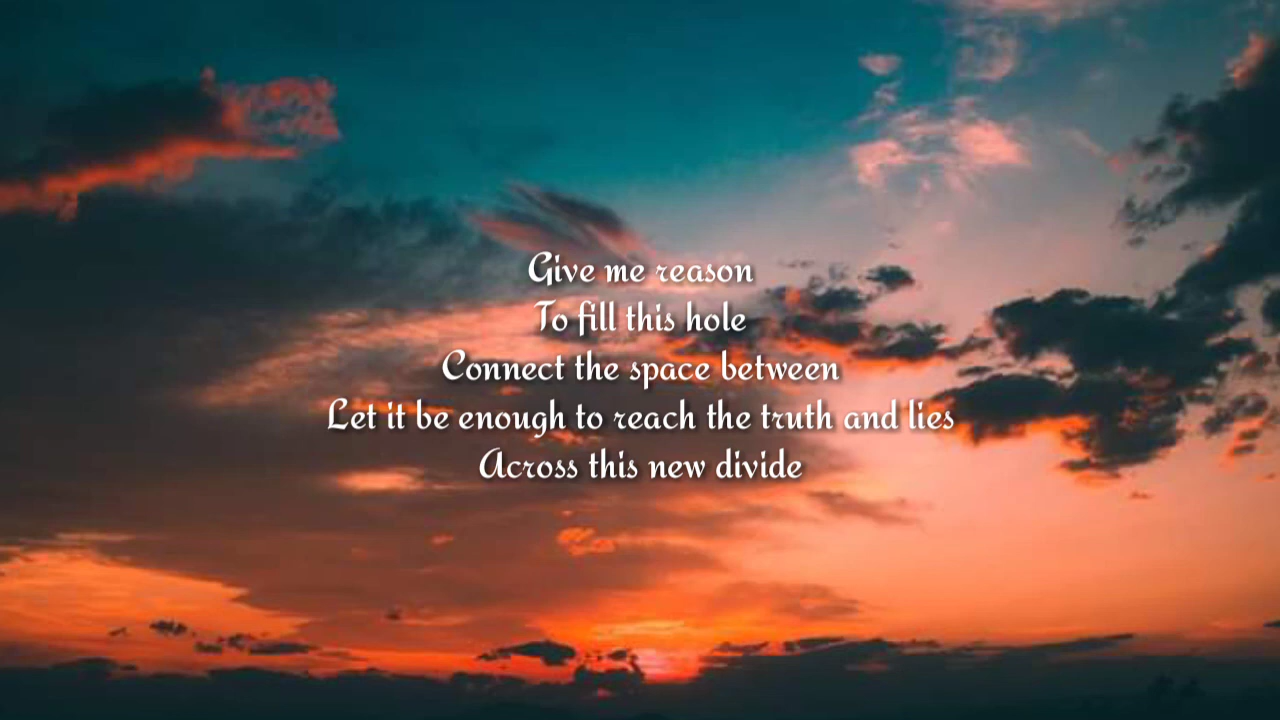 Give me reason
To fill this hole
Connect the space between
Let it be enough to reach the truth and lies
Across this new divide